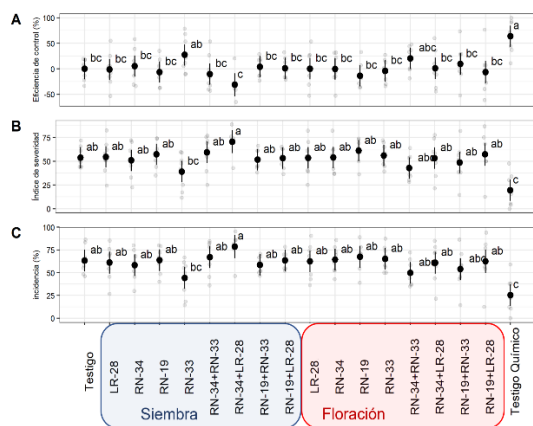 A
Eficiencia de control (%)
100
50
0
-50
bc bc bc bc ab bc c bc bc bc bc bc bc abc bc bc bc a
B
Índice de severidad (%)
75
50
25
0
ab ab ab ab b ab a ab ab ab ab ab ab b ab ab ab c
C
incidencia (%)
100
75
50
25
0
ab ab ab ab bc ab a ab ab ab ab ab ab ab ab abc ab c
Testigo
LR-28
RN-34
RN-19
RN-33
RN-34+RN-33
RN-34+LR-28
RN-19+RN-33
RN-19+LR-28
LR-28
RN-34
RN-19
RN-33
RN-34+RN-33
RN-34+LR-28
RN-19+RN-33
RN-19+LR-28
Testigo Químico
Siembra
Floración